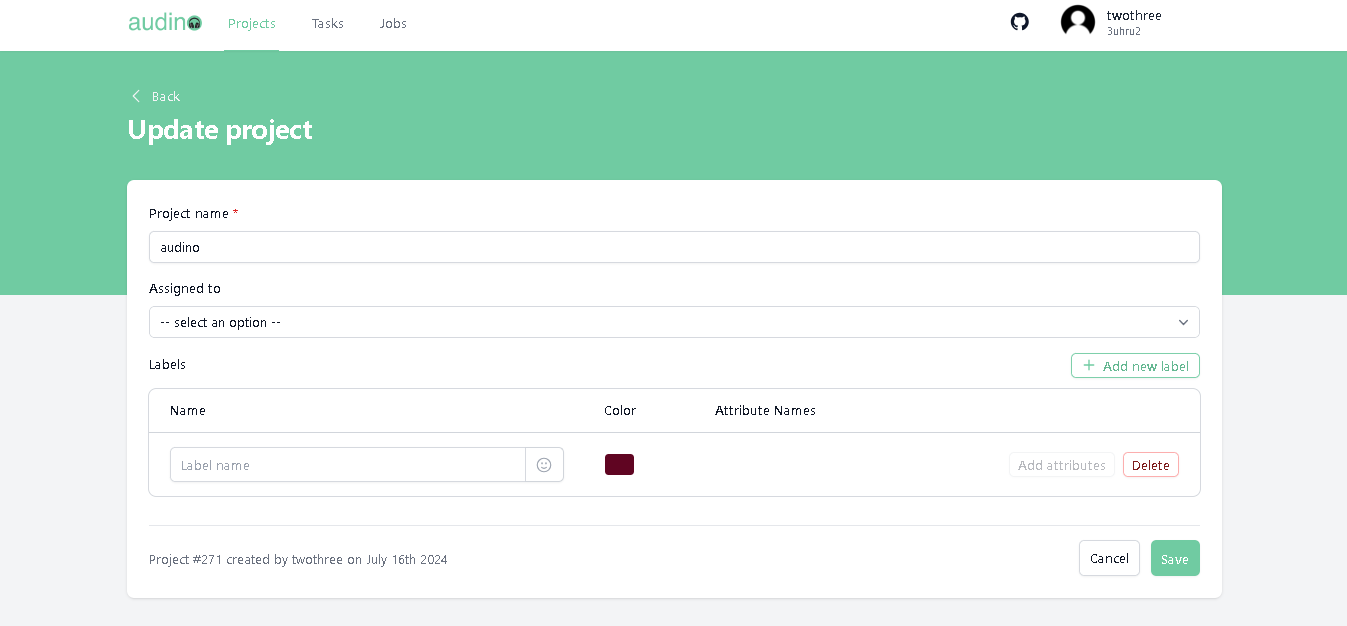 audino Projects Tasks Jobs twothree
3uhru2
Back
Update project
Project name *
audino
Assigned to
-- select an option --
Labels Add new label
Name Color Attribute Names
Label name Add attributes Delete
Project #271 created by twothree on July 16th 2024 Cancel Save